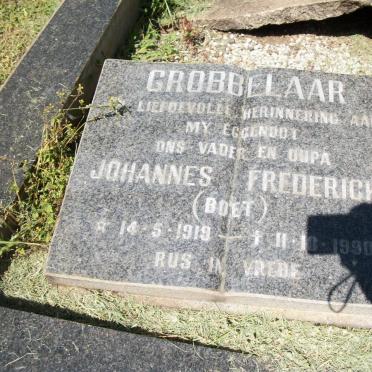 GROBBELAAR
LIEFDEVOLLE HERINNERING AAN
MY EGGENOOT
ONS VADER EN OUPA
JOHANNES FREDERICK
(BOET)
* 14-5-1919 - † 11-10-1990
RUS IN VREDE